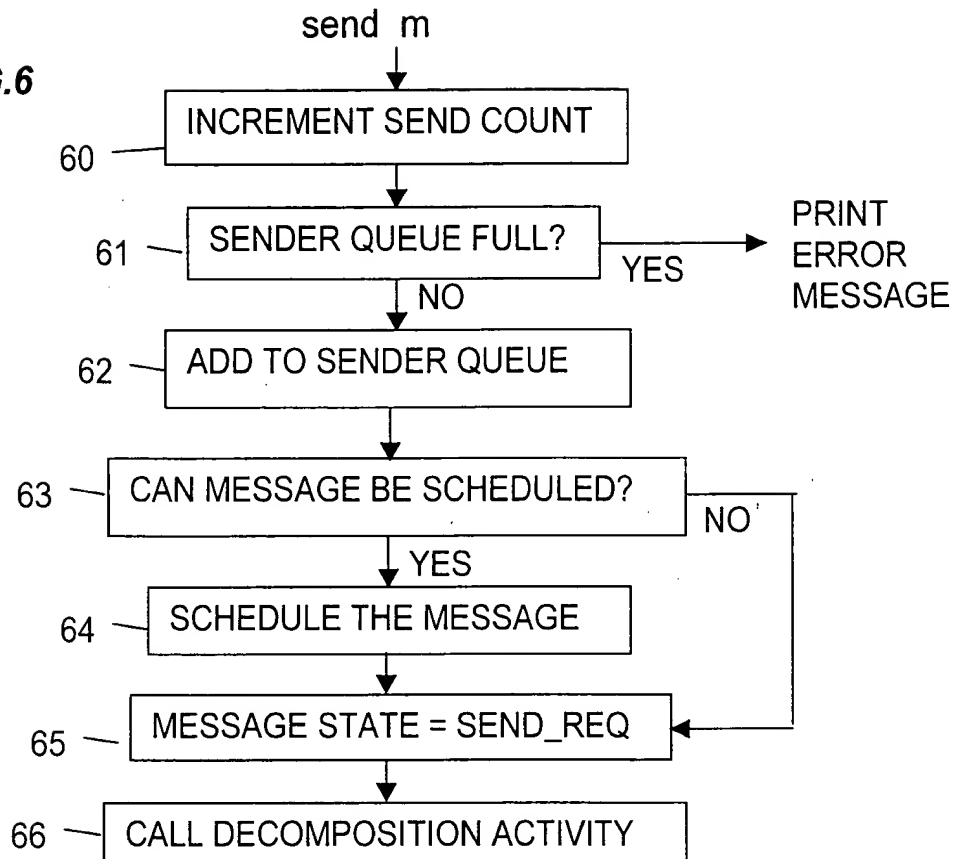 send m
G.6
INCREMENT SEND COUNT
60
SENDER QUEUE FULL?
61
YES
PRINT
ERROR
MESSAGE
NO
ADD TO SENDER QUEUE
62
CAN MESSAGE BE SCHEDULED?
63
NO
YES
SCHEDULE THE MESSAGE
64
MESSAGE STATE = SEND_REQ
65
CALL DECOMPOSITION ACTIVITY
66